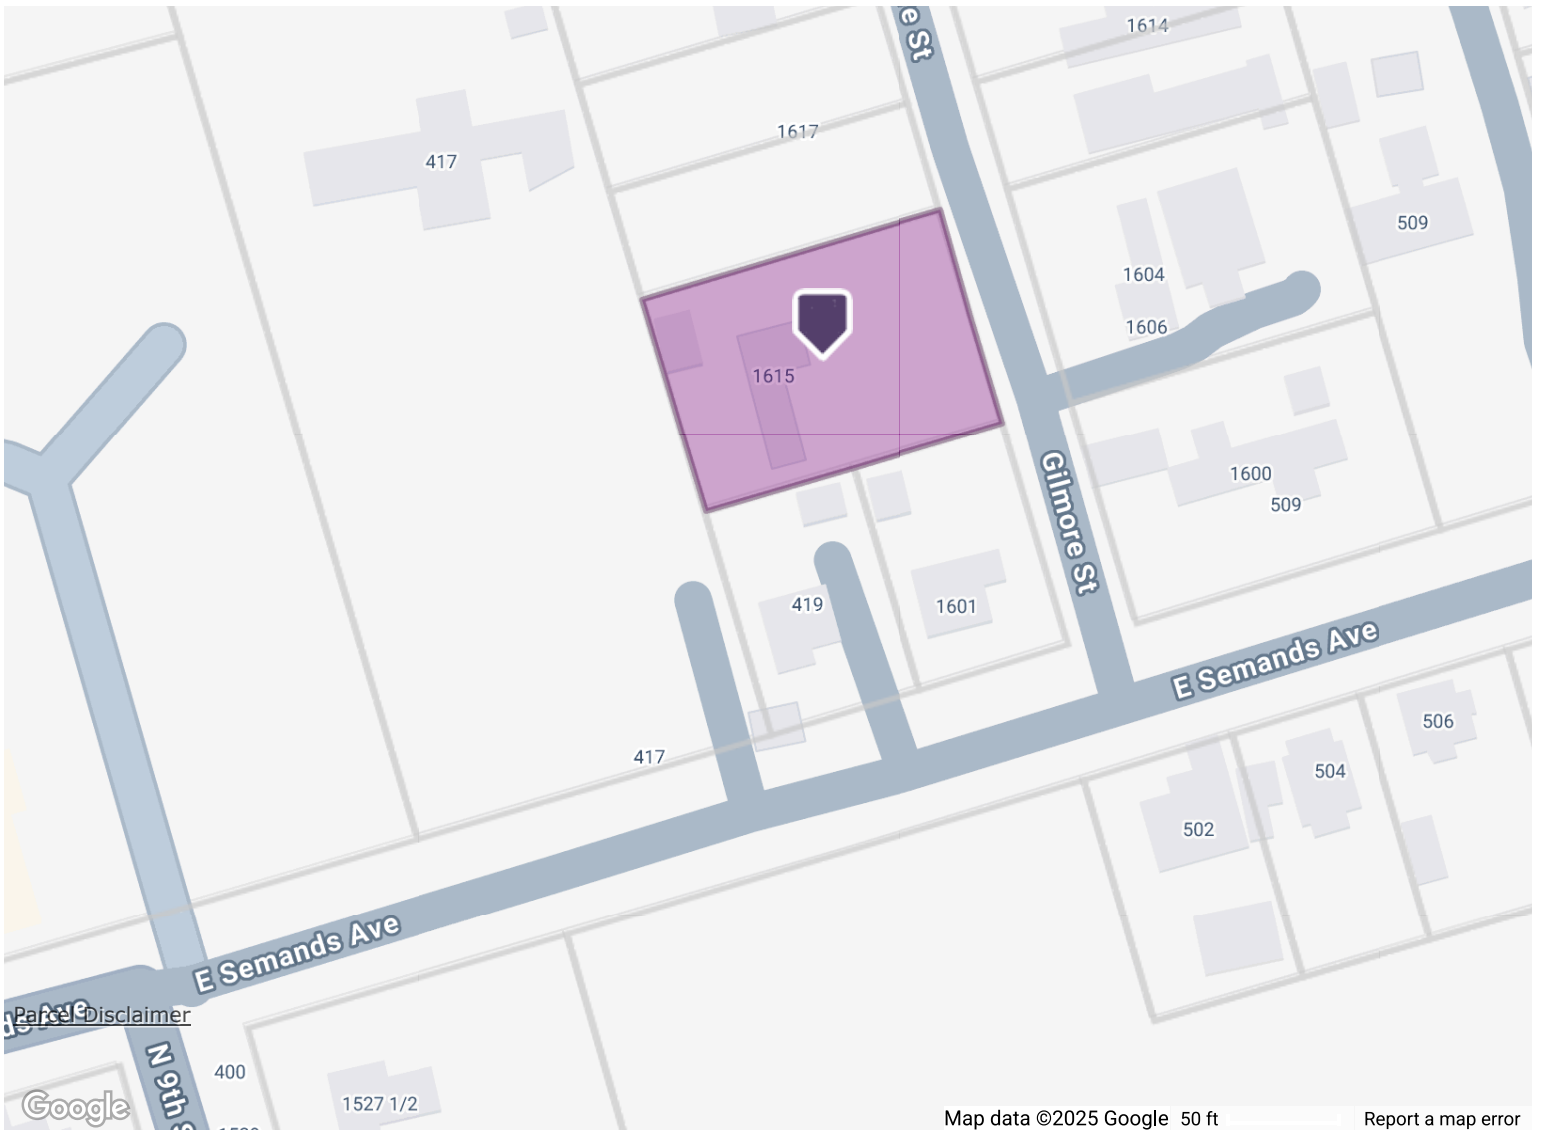 e St
1614
1617
417
509
1604
1606
1615
1600
509
Gilmore St
419
1601
E Semands Ave
506
417
504
502
E Semands Ave
ds Ave
Parcel Disclaimer
N 9th S
400
1527 1/2
Google
Map data ©2025 Google
50 ft
Report a map error